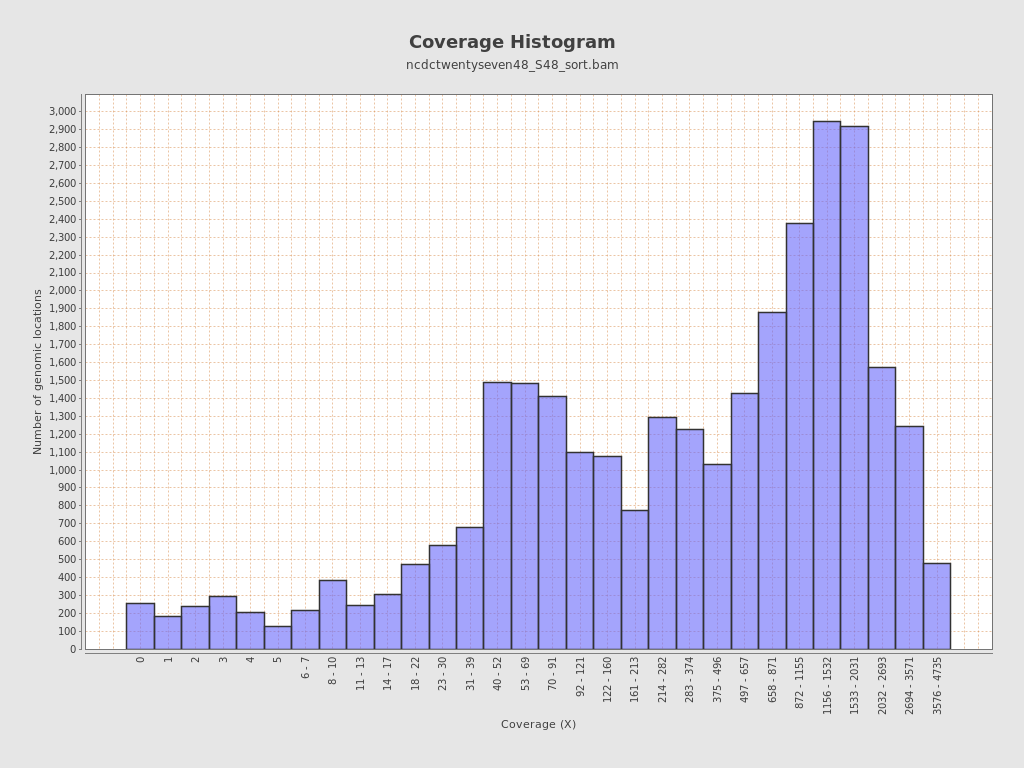 Coverage Histogram
ncdctwentyseven48_S48_sort.bam
3,000
2,900
2,800
2,700
2,600
2,500
2,400
2,300
2,200
2,100
2,000
1,900
1,800
1,700
1,600
1,500
1,400
1,300
1,200
1,100
1,000
900
800
700
600
500
400
300
200
100
0
Number of genomic locations
0
1
2
3
4
5
6 - 7
8 - 10
11 - 13
14 - 17
18 - 22
23 - 30
31 - 39
40 - 52
53 - 69
70 - 91
92 - 121
122 - 160
161 - 213
214 - 282
283 - 374
375 - 496
497 - 657
658 - 871
872 - 1155
1156 - 1532
1533 - 2031
2032 - 2693
2694 - 3571
3576 - 4735
Coverage (X)